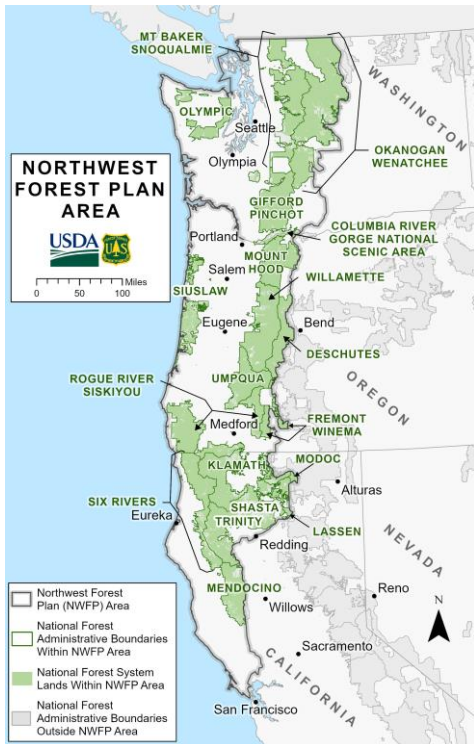 MT BAKER
SNOQUALMIE
WASHINGTON
OLYMPIC
Seattle
Olympia
OKANOGAN
WENATCHEE
NORTHWEST
FOREST PLAN
AREA
USDA
0 50 100 Miles
GIFFORD
PINCHOT
COLUMBIA RIVER
GORGE NATIONAL
SCENIC AREA
Portland
MOUNT
HOOD
Salem
WILLAMETTE
SIUSLAW
Eugene
Bend
DESCHUTES
OREGON
UMPQUA
ROGUE RIVER
SISKIYOU
Medford
FREMONT
WINEMA
KLAMATH
MODOC
Alturas
SIX RIVERS
Eureka
SHASTA
TRINITY
LASSEN
Redding
NEVADA
MENDOCINO
Willows
Reno
N
Sacramento
CALIFORNIA
San Francisco
Northwest Forest
Plan (NWFP) Area
National Forest
Administrative Boundaries
Within NWFP Area
National Forest System
Lands Within NWFP Area
National Forest
Administrative Boundaries
Outside NWFP Area